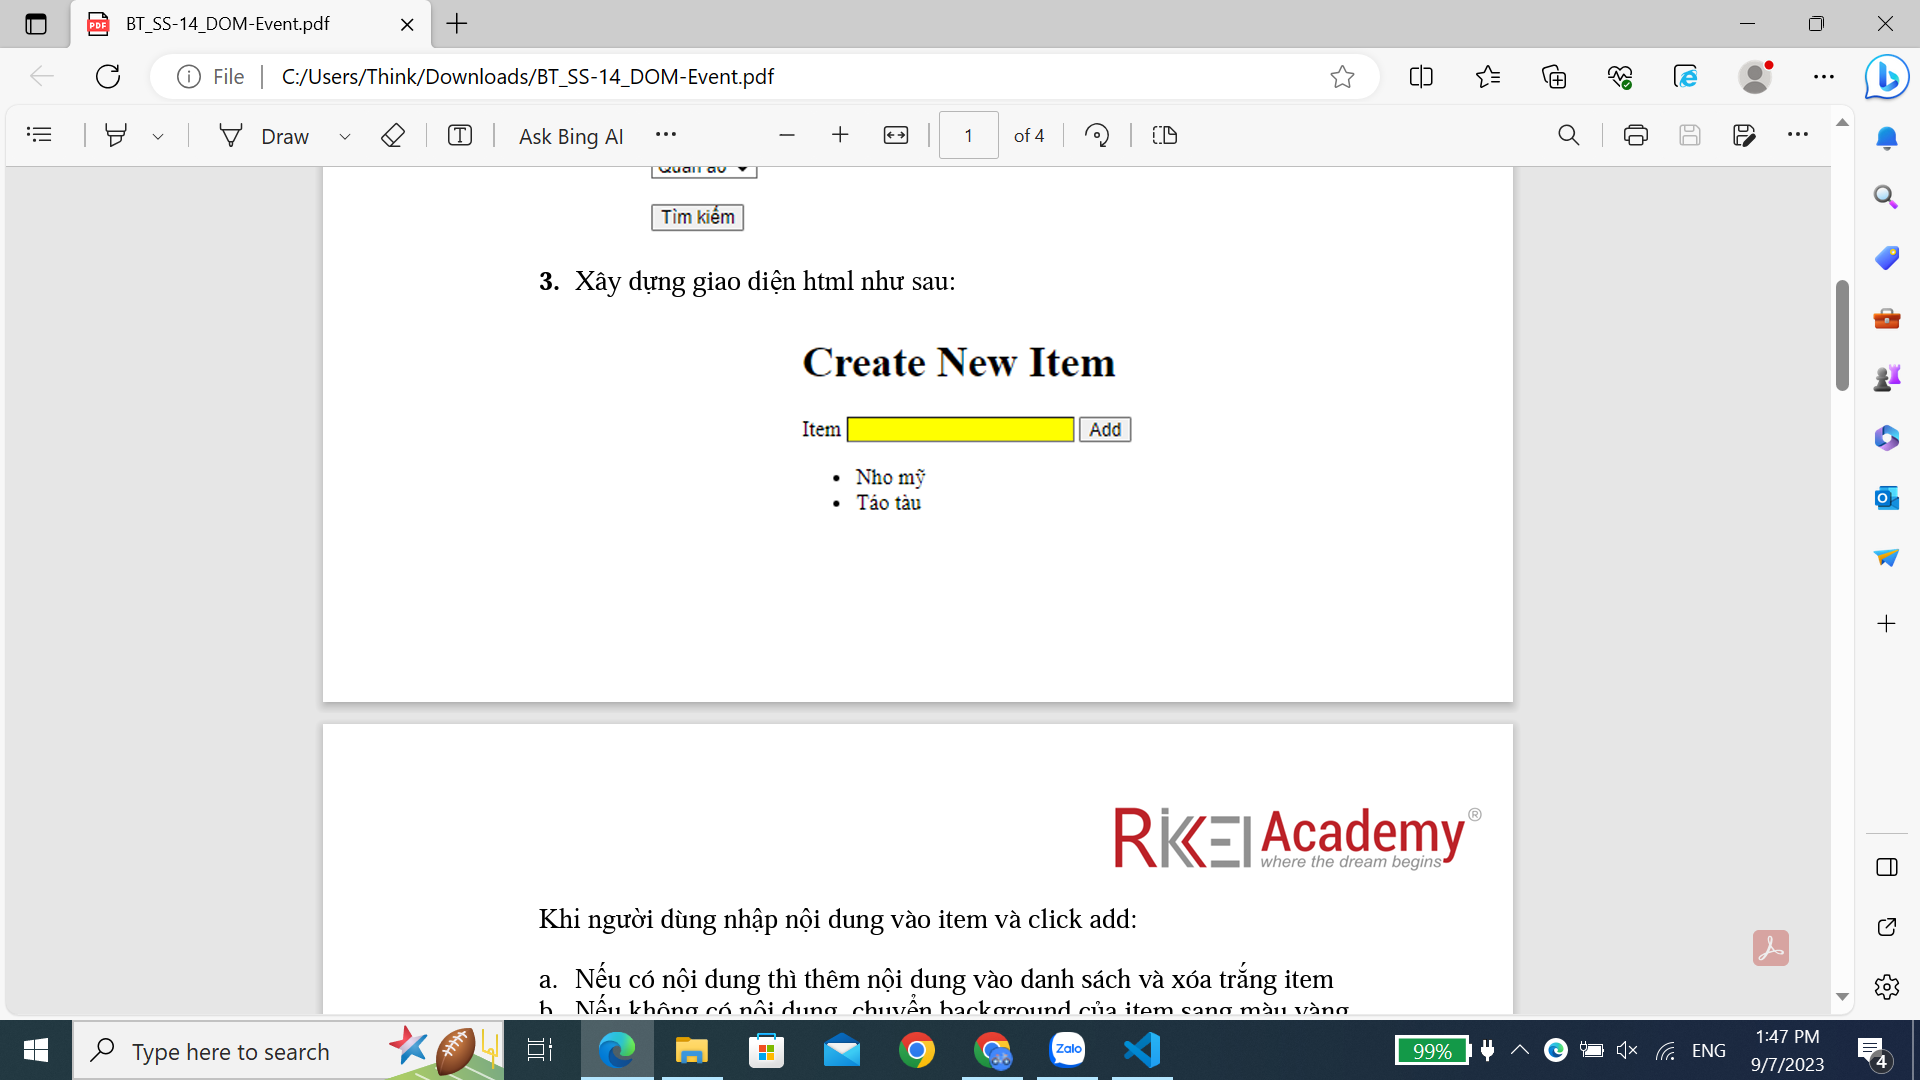 BT_SS-14_DOM-Event.pdf
File
C:/Users/Think/Downloads/BT_SS-14_DOM-Event.pdf
Draw
Ask Bing AI
1
of 4
Quần áo
Tìm kiếm
3. Xây dựng giao diện html như sau:
Create New Item
Item
Add
Nho mỹ
Táo tàu
RIKKEI Academy ®
where the dream begins
Khi người dùng nhập nội dung vào item và click add:
a. Nếu có nội dung thì thêm nội dung vào danh sách và xóa trắng item
b. Nếu không có nội dung, chuyển background của item sang màu vàng
Type here to search
Zalo
99%
ENG
1:47 PM
9/7/2023
4